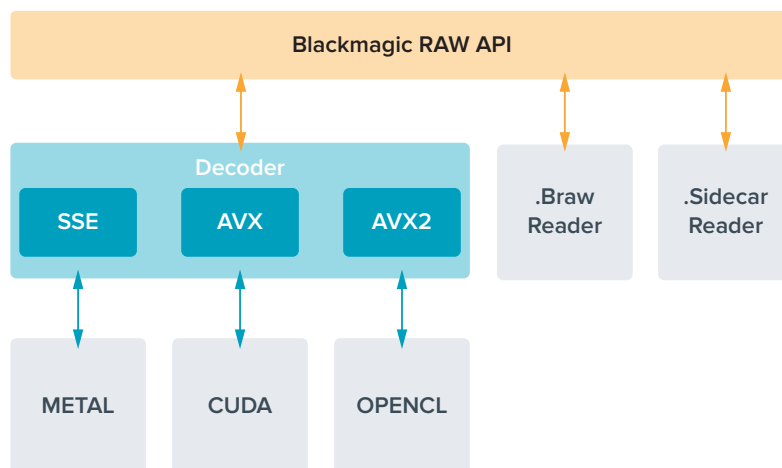 Blackmagic RAW API
Decoder
SSE
AVX
AVX2
.Braw
Reader
.Sidecar
Reader
METAL
CUDA
OPENCL